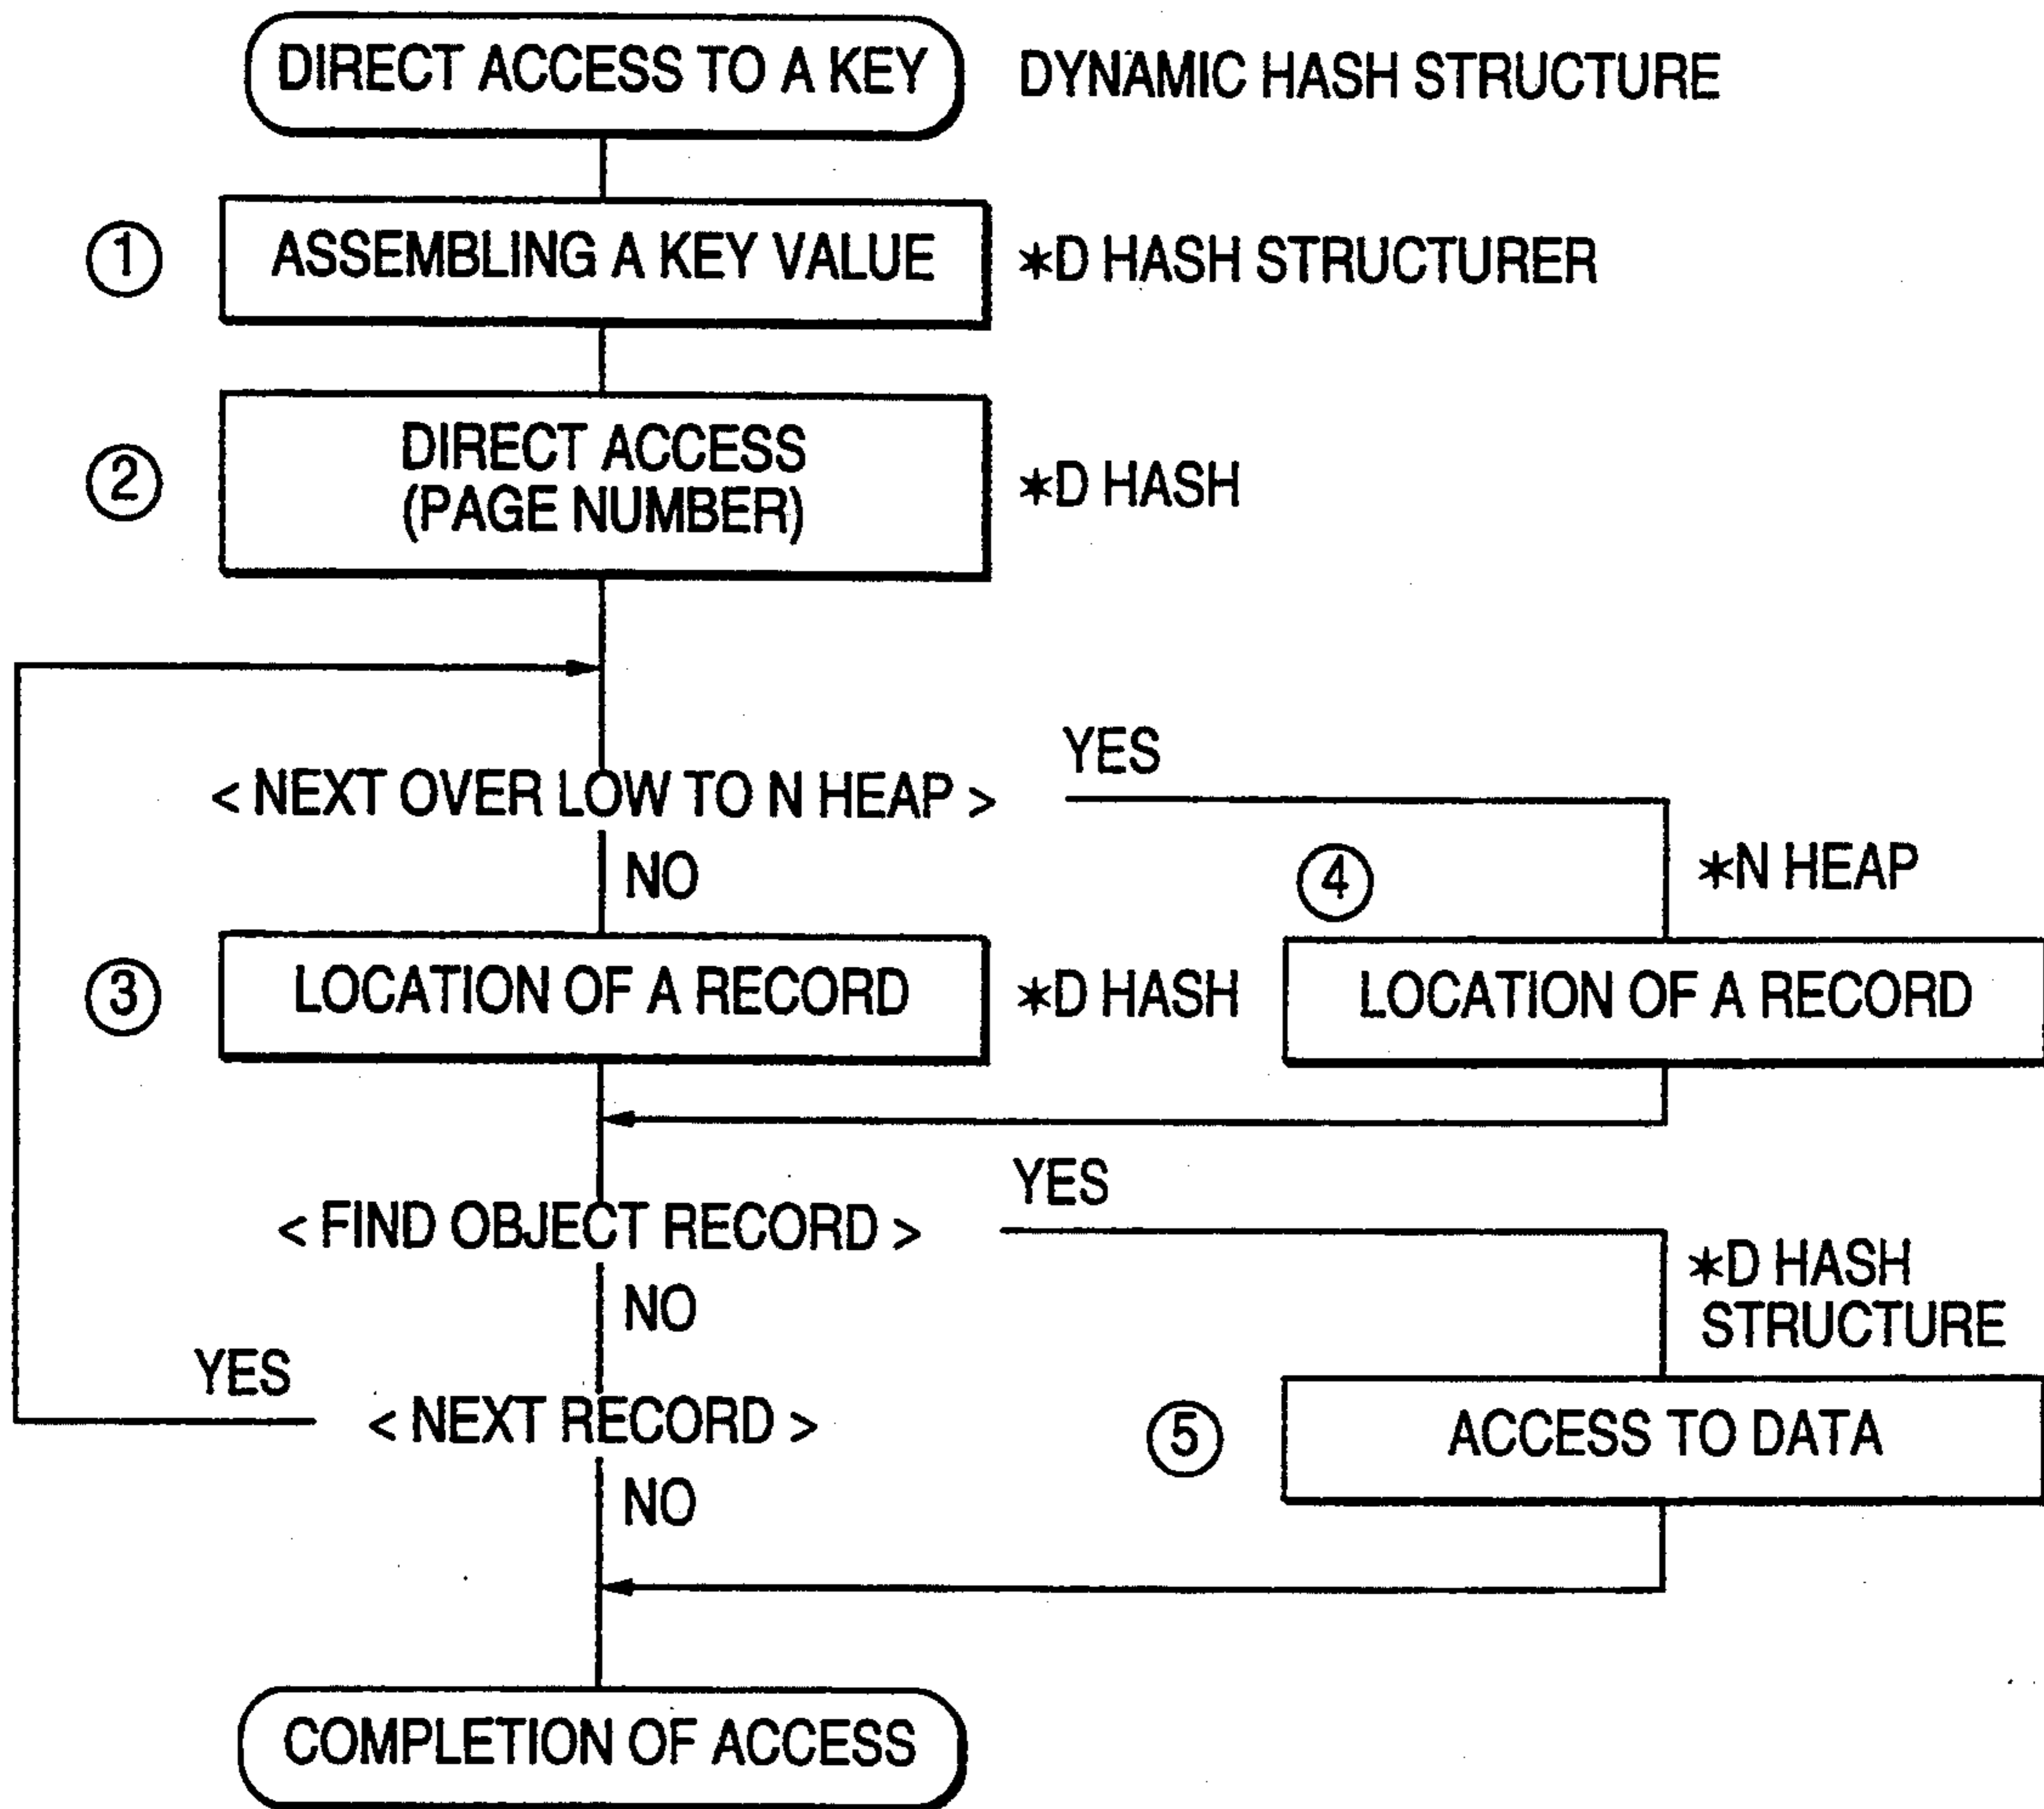 DIRECT ACCESS TO A KEY
DYNAMIC HASH STRUCTURE
① ASSEMBLING A KEY VALUE
*D HASH STRUCTURER
② DIRECT ACCESS
(PAGE NUMBER)
*D HASH
< NEXT OVER LOW TO N HEAP >
YES
NO
④
*N HEAP
③ LOCATION OF A RECORD
*D HASH
LOCATION OF A RECORD
< FIND OBJECT RECORD >
YES
NO
*D HASH
STRUCTURE
YES
< NEXT RECORD >
NO
⑤ ACCESS TO DATA
COMPLETION OF ACCESS